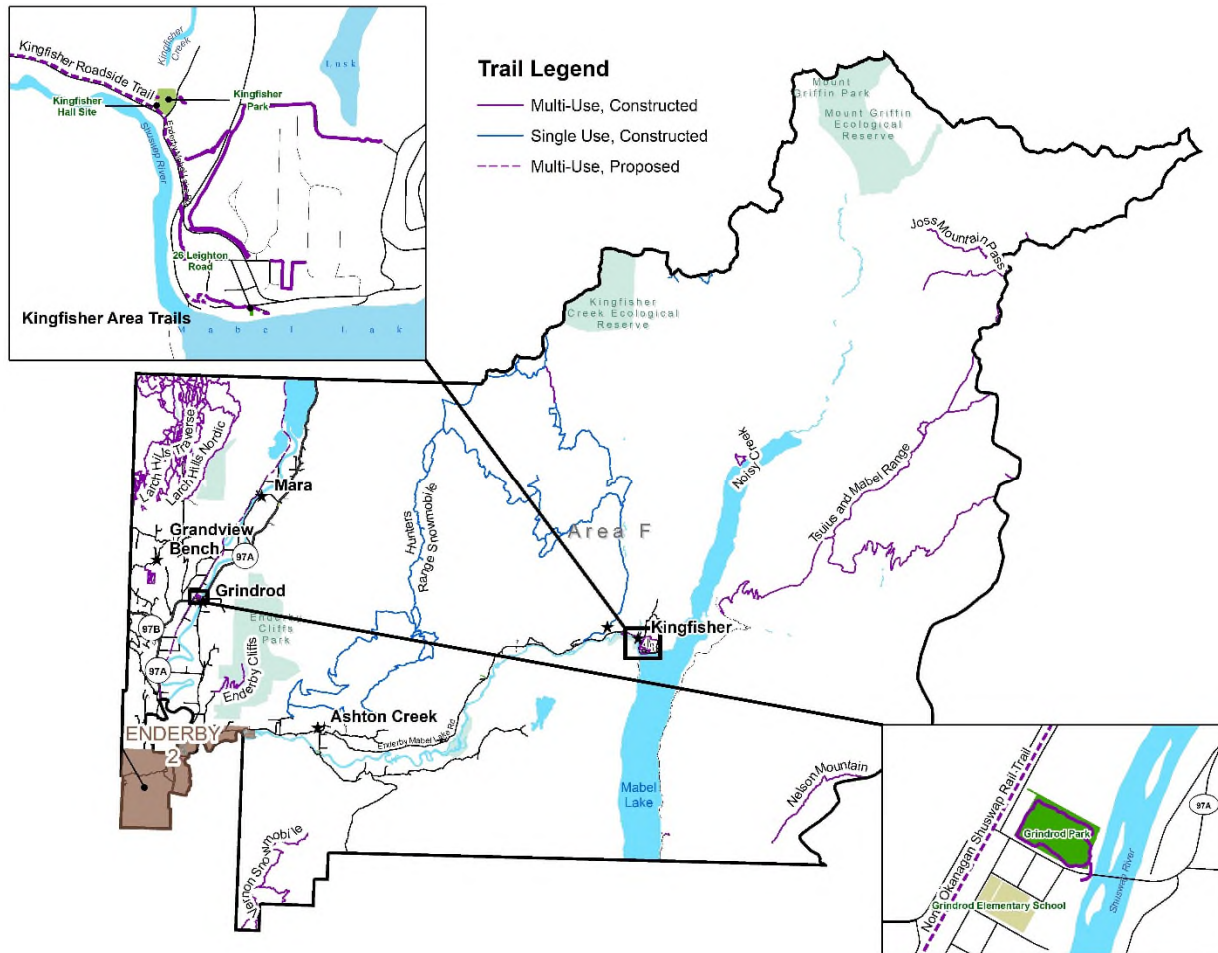 Trail Legend
Multi-Use, Constructed
Single Use, Constructed
Multi-Use, Proposed
Kingfisher Roadside Trail
Kingfisher
Creek
Lusk
Kingfisher
Hall Site
Kingfisher
Park
Shuswap River
26 Leighton
Road
Kingfisher Area Trails
Mabel Lak
Mount
Griffin Park
Mount Griffin
Ecological
Reserve
Joss Mountain
Pass
Kingfisher
Creek Ecological
Reserve
Larch Hills Traverse
Larch Hills Nordic
Mara
Grandview
Bench
97A
Grindrod
Hunters
Range Snowmobile
Area F
Noisy Creek
Tsuius and Mabel Range
Kingfisher
97B
97A
Enderby
Cliffs
Park
Enderby Cliffs
ENDERBY
2
Ashton Creek
Enderby Mabel Lake Rd
Mabel
Lake
Nelson Mountain
Vernon Snowmobile
North Okanagan Shuswap Rail Trail
Grindrod Park
97A
Shuswap River
Grindrod Elementary School